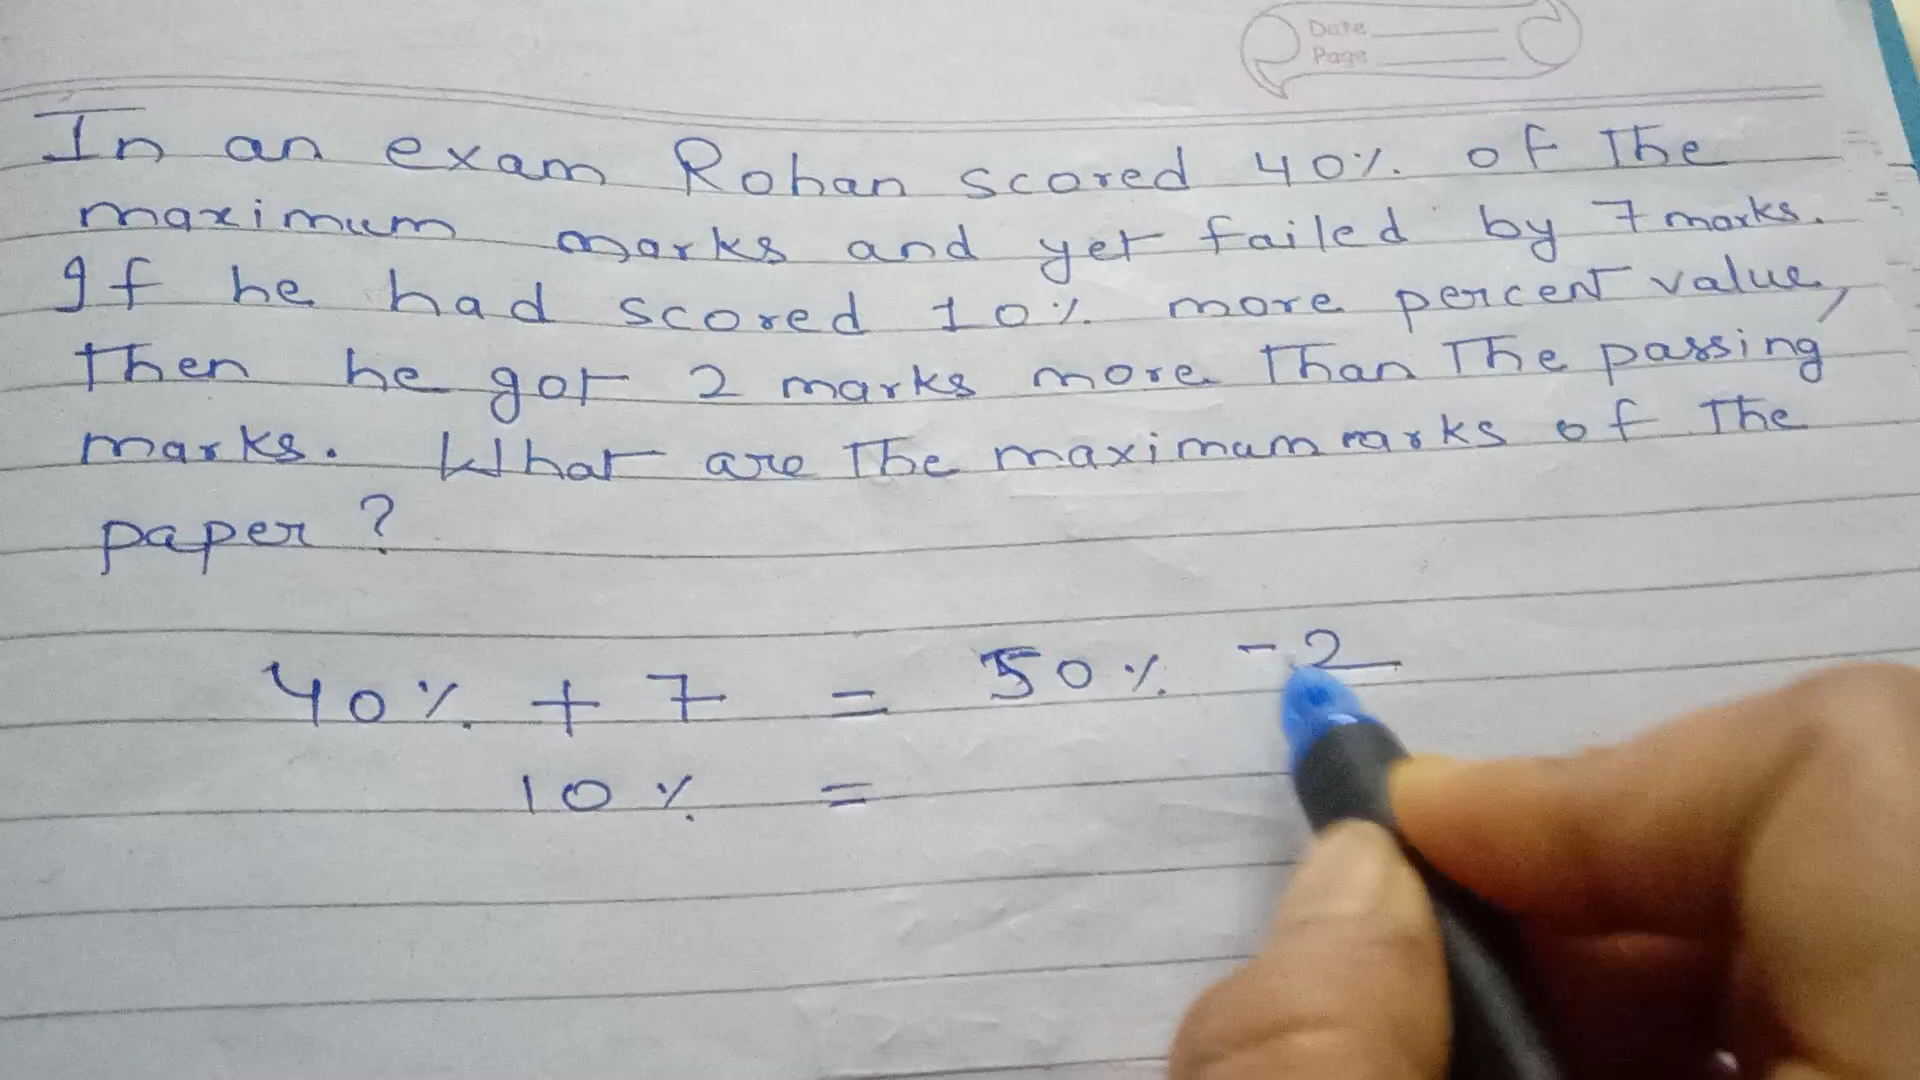 Date
Page
In an exam Rohan scored 40% of The
maximum marks and yet failed by 7 marks.
If he had scored 10% more percent value,
Then he got 2 marks more Than The passing
marks. What are The maximum marks of The
paper?
40% + 7 = 50% - 2
10% =